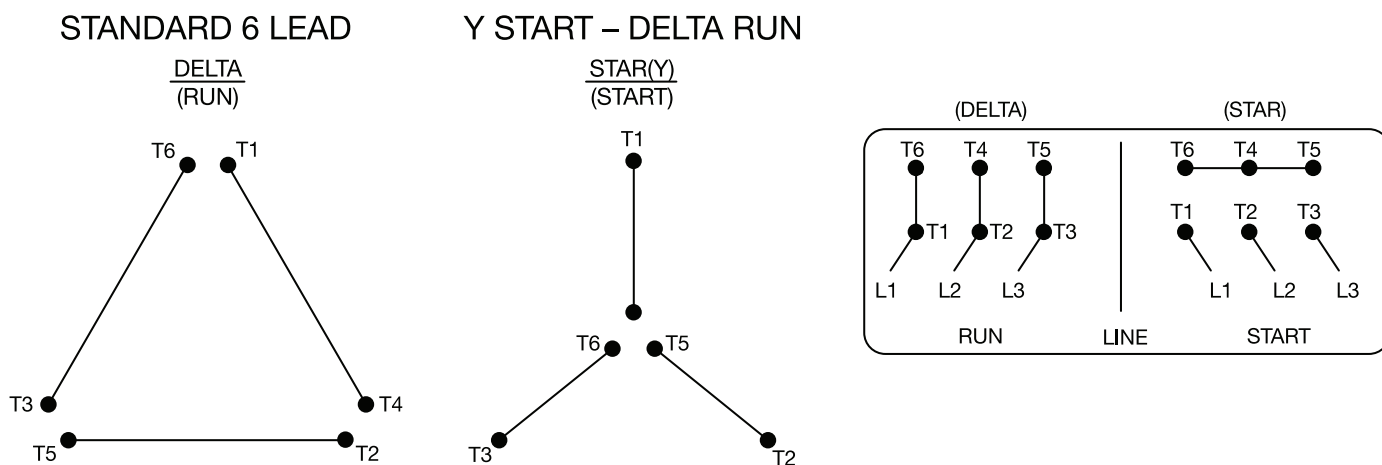 STANDARD 6 LEAD
DELTA
(RUN)
T6 T1
T3 T4
T5 T2
Y START – DELTA RUN
STAR(Y)
(START)
T1
T6 T5
T3 T2
(DELTA) (STAR)
T6 T4 T5 T6 T4 T5
T1 T2 T3 T1 T2 T3
L1 L2 L3 L1 L2 L3
RUN LINE START